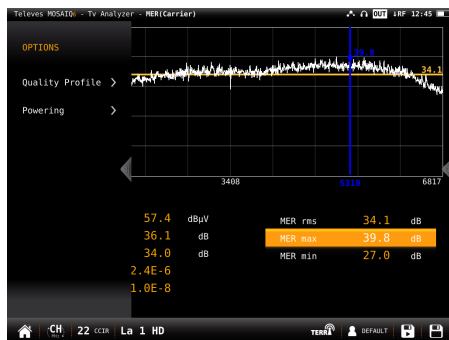 Televes MOSAIQ6 - Tv Analyzer - MER(Carrier) OUT ↓RF 12:45
OPTIONS
Quality Profile >
Powering >
39.8
34.1
3408 5319 6817
57.4 dBµV
36.1 dB
34.0 dB
2.4E-6
1.0E-8
MER rms 34.1 dB
MER max 39.8 dB
MER min 27.0 dB
CH 22 CCIR La 1 HD TERR DEFAULT